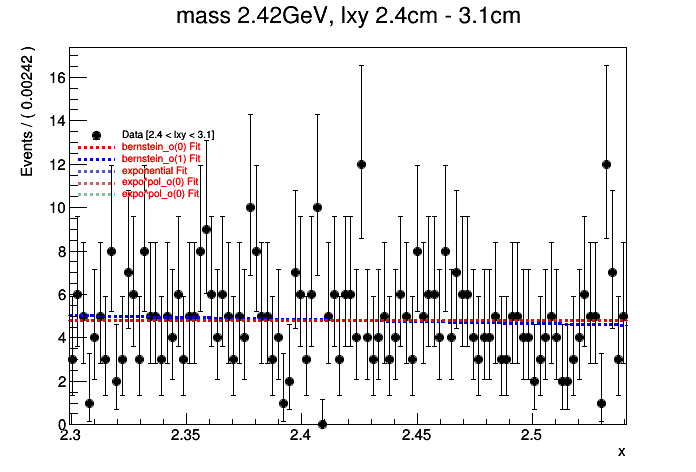 mass 2.42GeV, lxy 2.4cm - 3.1cm
Events / ( 0.00242 )
16
14
12
10
8
6
4
2
0
Data [2.4 < lxy < 3.1]
bernstein_o(0) Fit
bernstein_o(1) Fit
exponential Fit
expo*pol_o(0) Fit
expo*pol_o(0) Fit
2.3 2.35 2.4 2.45 2.5
x